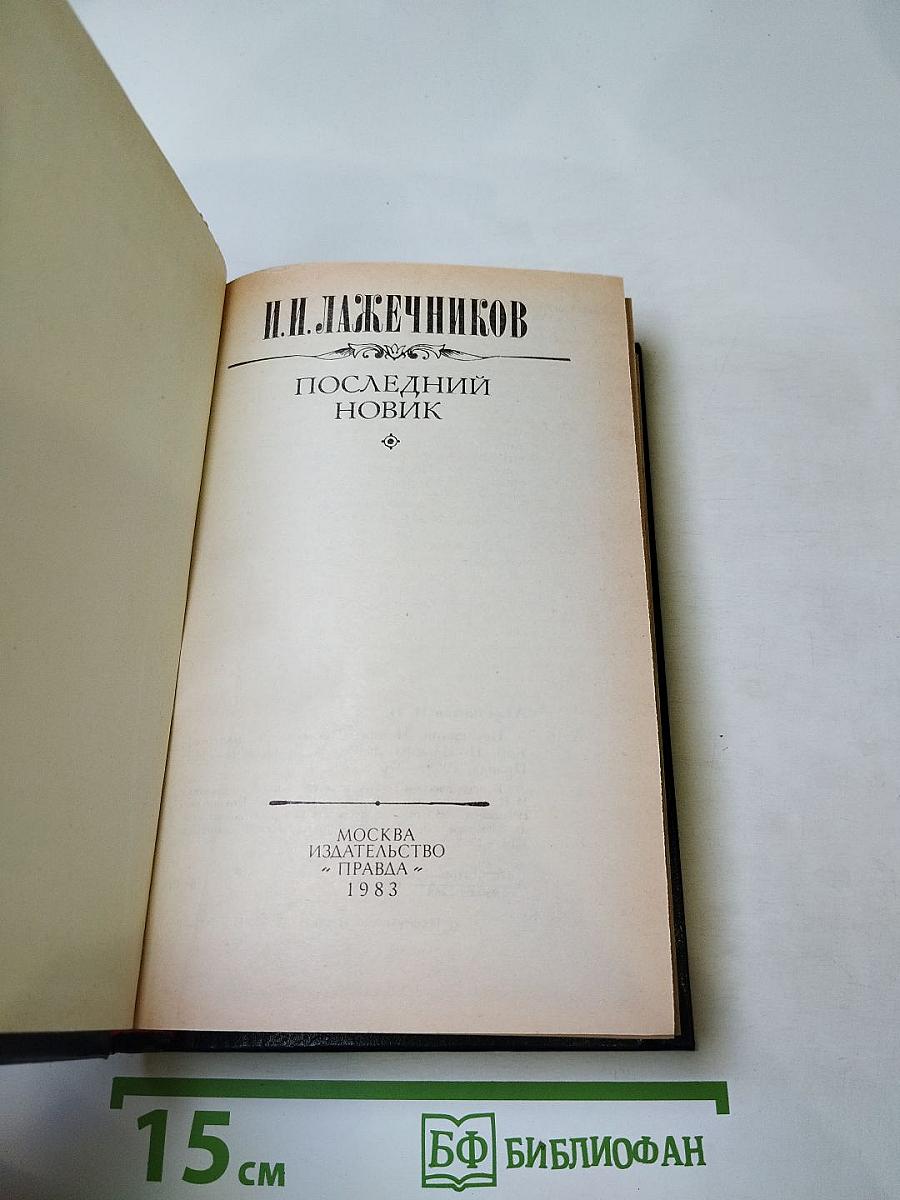 И.И.ЛАЖЕЧНИКОВ
ПОСЛЕДНИЙ
НОВИК
МОСКВА
ИЗДАТЕЛЬСТВО
„ПРАВДА“
1983
15 см
БФ БИБЛИОФАН